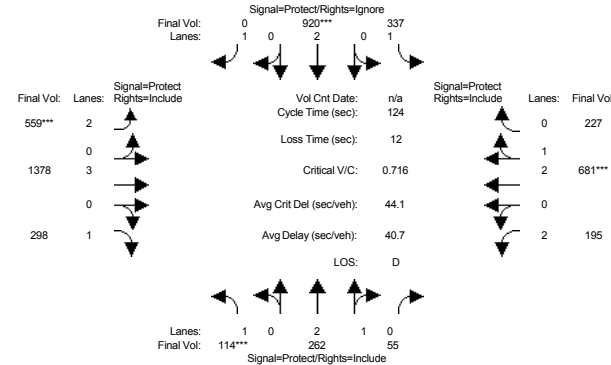 Signal=Protect/Rights=Ignore
Final Vol: 0 920*** 337
Lanes: 1 0 2 0 1
Signal=Protect
Final Vol: Lanes: Rights=Include
Vol Cnt Date: n/a
Signal=Protect
Rights=Include Lanes: Final Vol
Cycle Time (sec): 124
559*** 2 0 227
Loss Time (sec): 12
0 1
1378 3 Critical V/C: 0.716 2 681***
0 Avg Crit Del (sec/veh): 44.1 0
298 1 Avg Delay (sec/veh): 40.7 2 195
LOS: D
Lanes: 1 0 2 1 0
Final Vol: 114*** 262 55
Signal=Protect/Rights=Include